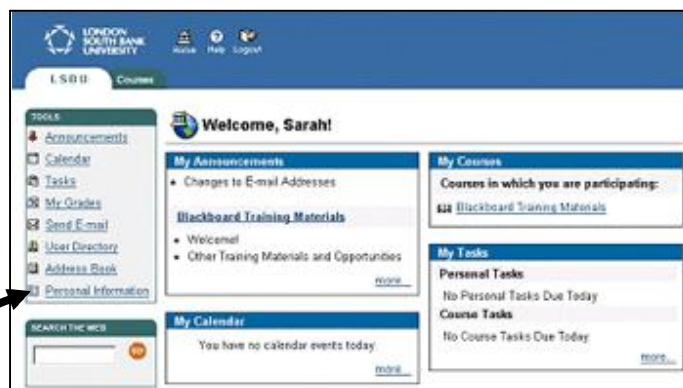 LONDON
SOUTH BANK
UNIVERSITY
Home Help Logout
LSBU Courses
TOOLS
Announcements
Calendar
Tasks
My Grades
Send E-mail
User Directory
Address Book
Personal Information
SEARCH THE WEB
GO
Welcome, Sarah!
My Announcements
Changes to E-mail Addresses
Blackboard Training Materials
Welcome!
Other Training Materials and Opportunities
more...
My Calendar
You have no calendar events today.
more...
My Courses
Courses in which you are participating:
Blackboard Training Materials
My Tasks
Personal Tasks
No Personal Tasks Due Today
Course Tasks
No Course Tasks Due Today
more...